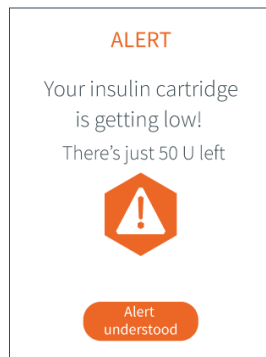 ALERT
Your insulin cartridge
is getting low!
There's just 50 U left
Alert
understood